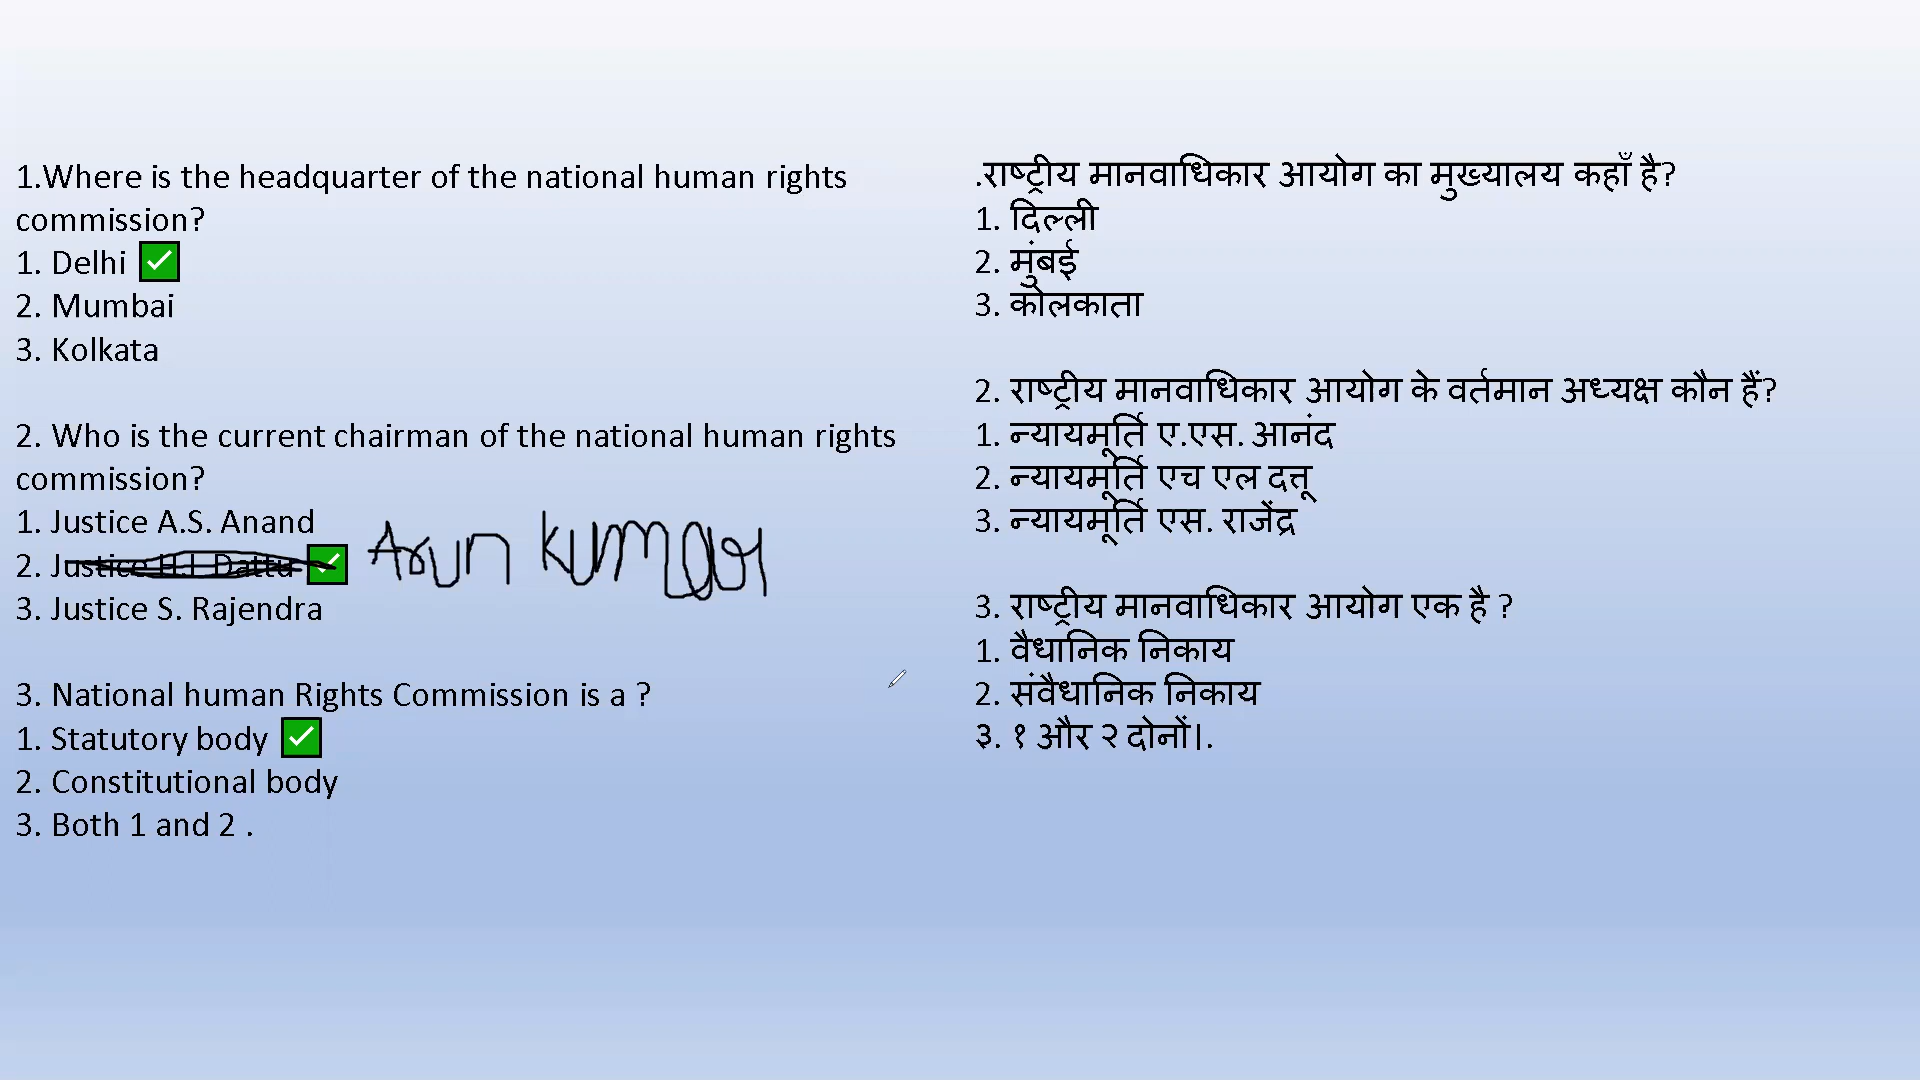 1.Where is the headquarter of the national human rights
commission?
1. Delhi ✅
2. Mumbai
3. Kolkata
2. Who is the current chairman of the national human rights
commission?
1. Justice A.S. Anand
2. Justice H.L Dattu ✅ Arun Kumar
3. Justice S. Rajendra
3. National human Rights Commission is a ?
1. Statutory body ✅
2. Constitutional body
3. Both 1 and 2 .
.राष्ट्रीय मानवाधिकार आयोग का मुख्यालय कहाँ है?
1. दिल्ली
2. मुंबई
3. कोलकाता
2. राष्ट्रीय मानवाधिकार आयोग के वर्तमान अध्यक्ष कौन हैं?
1. न्यायमूर्ति ए.एस. आनंद
2. न्यायमूर्ति एच एल दत्तू
3. न्यायमूर्ति एस. राजेंद्र
3. राष्ट्रीय मानवाधिकार आयोग एक है ?
1. वैधानिक निकाय
2. संवैधानिक निकाय
३. १ और २ दोनों।.